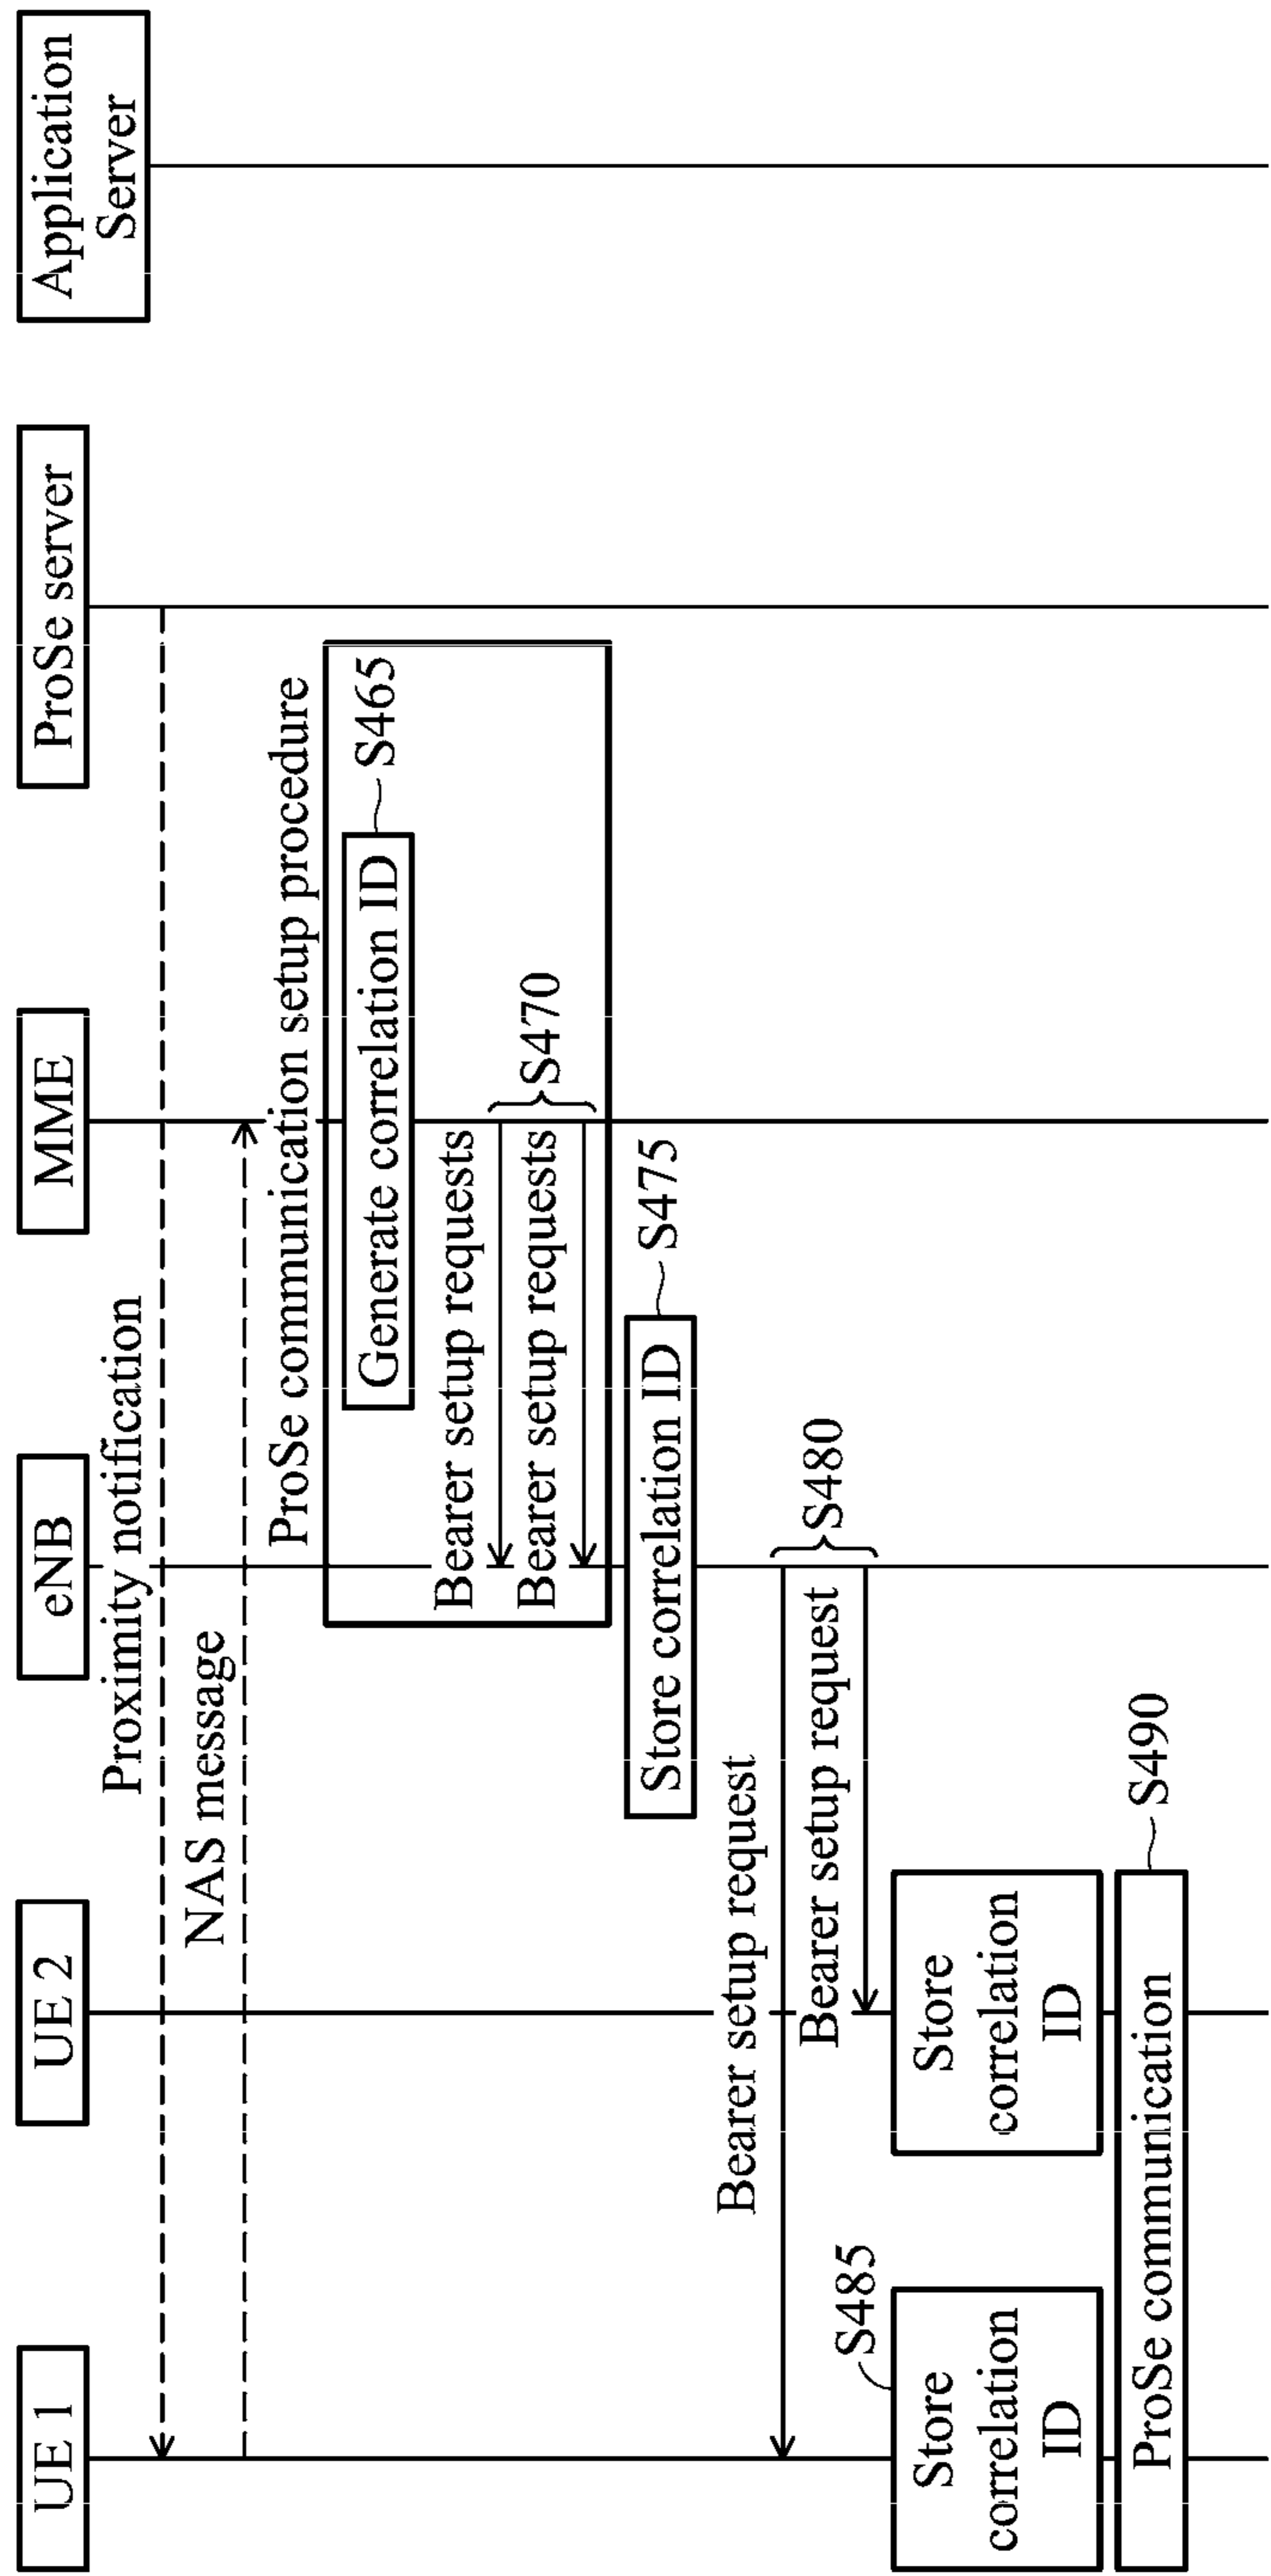 UE 1
UE 2
eNB
MME
ProSe server
Application
Server
Proximity notification
NAS message
ProSe communication setup procedure
Generate correlation ID
S465
Bearer setup requests
Bearer setup requests
S470
Store correlation ID
S475
Bearer setup request
Bearer setup request
S480
S485
Store
correlation
ID
Store
correlation
ID
ProSe communication
S490